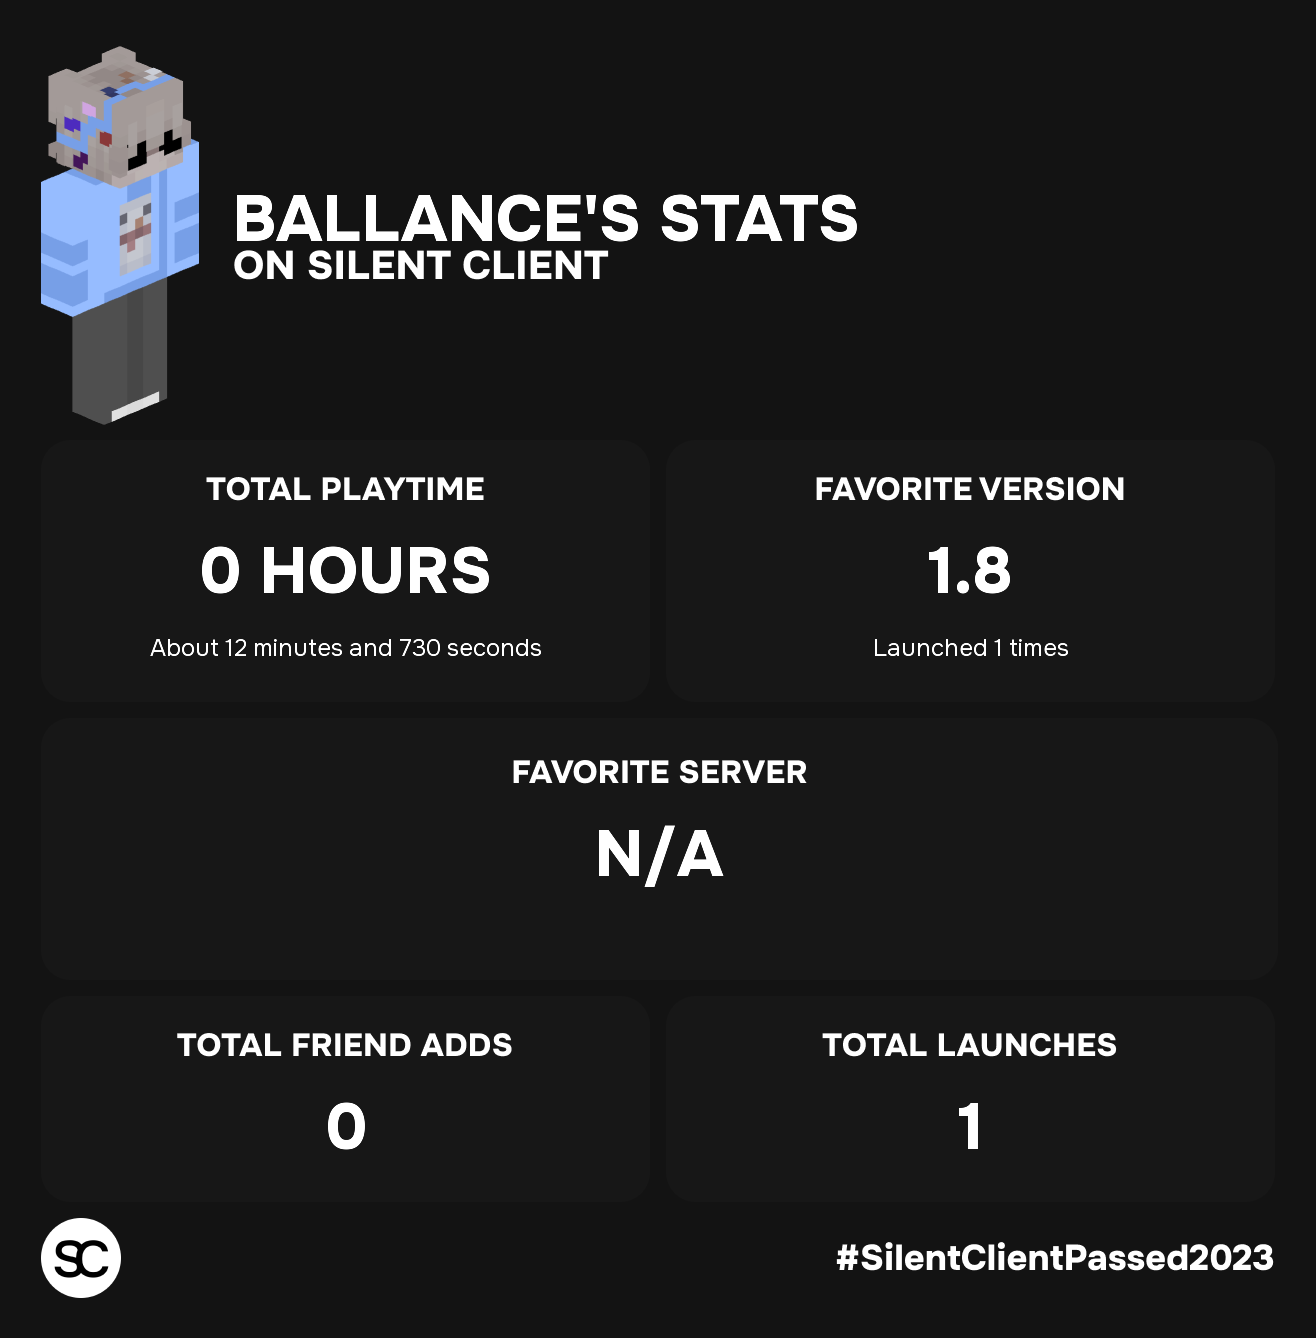 BALLANCE'S STATS
ON SILENT CLIENT
TOTAL PLAYTIME
0 HOURS
About 12 minutes and 730 seconds
FAVORITE VERSION
1.8
Launched 1 times
FAVORITE SERVER
N/A
TOTAL FRIEND ADDS
0
TOTAL LAUNCHES
1
SC
#SilentClientPassed2023